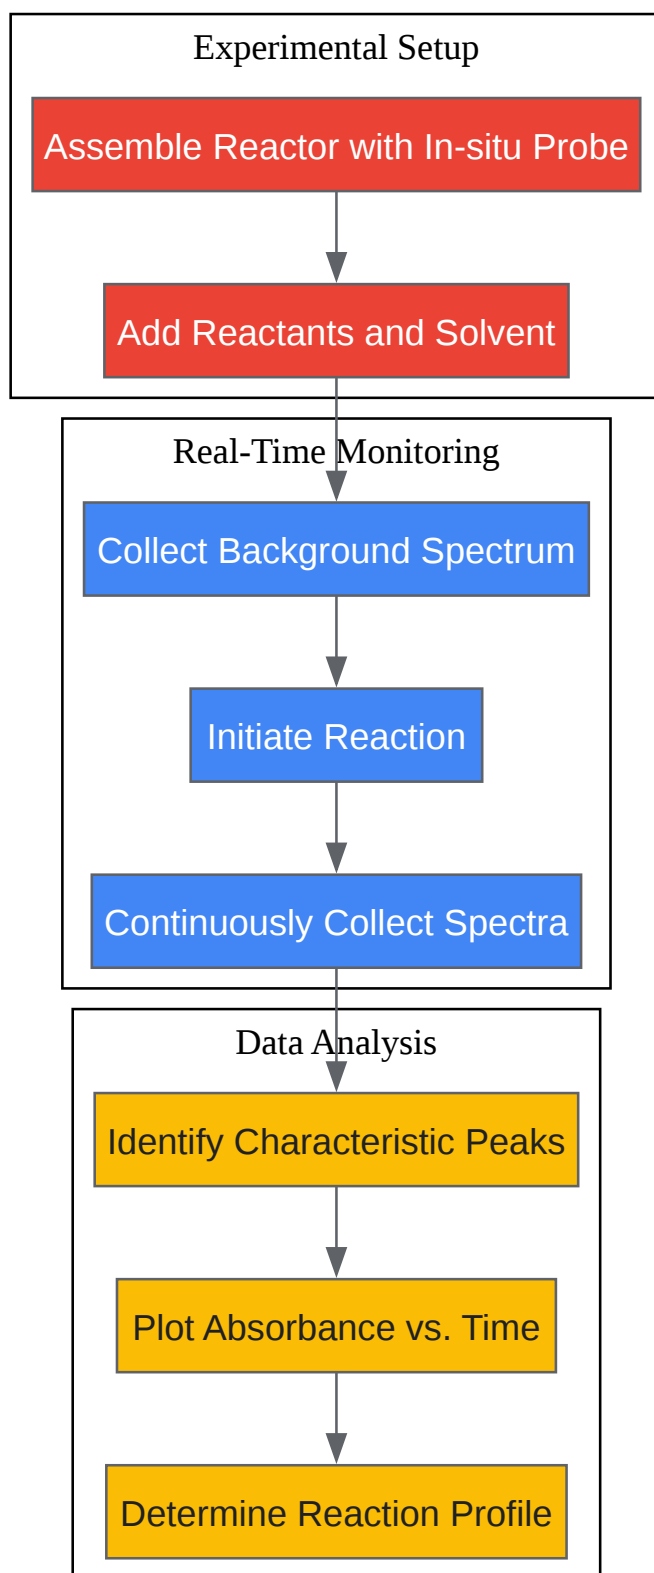 Experimental Setup
Assemble Reactor with In-situ Probe
Add Reactants and Solvent
Real-Time Monitoring
Collect Background Spectrum
Initiate Reaction
Continuously Collect Spectra
Data Analysis
Identify Characteristic Peaks
Plot Absorbance vs. Time
Determine Reaction Profile